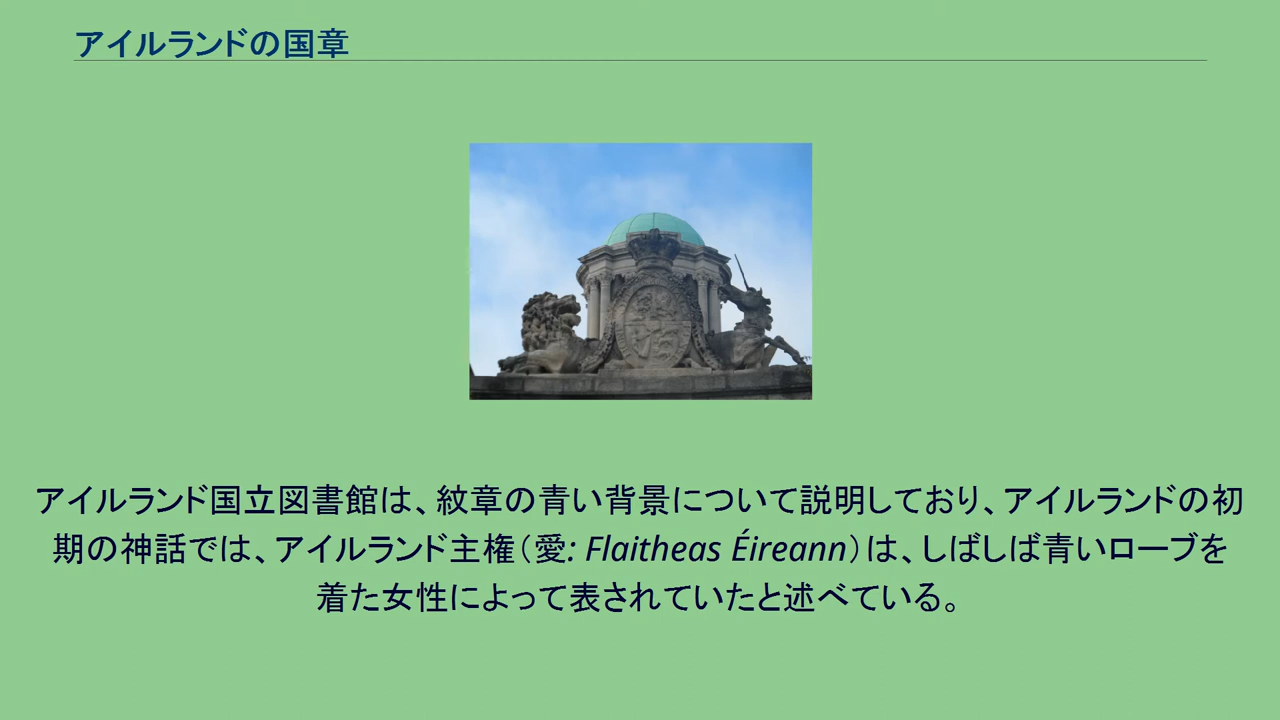 アイルランドの国章
アイルランド国立図書館は、紋章の青い背景について説明しており、アイルランドの初
期の神話では、アイルランド主権（愛: Flaitheas Éireann）は、しばしば青いローブを
着た女性によって表されていたと述べている。